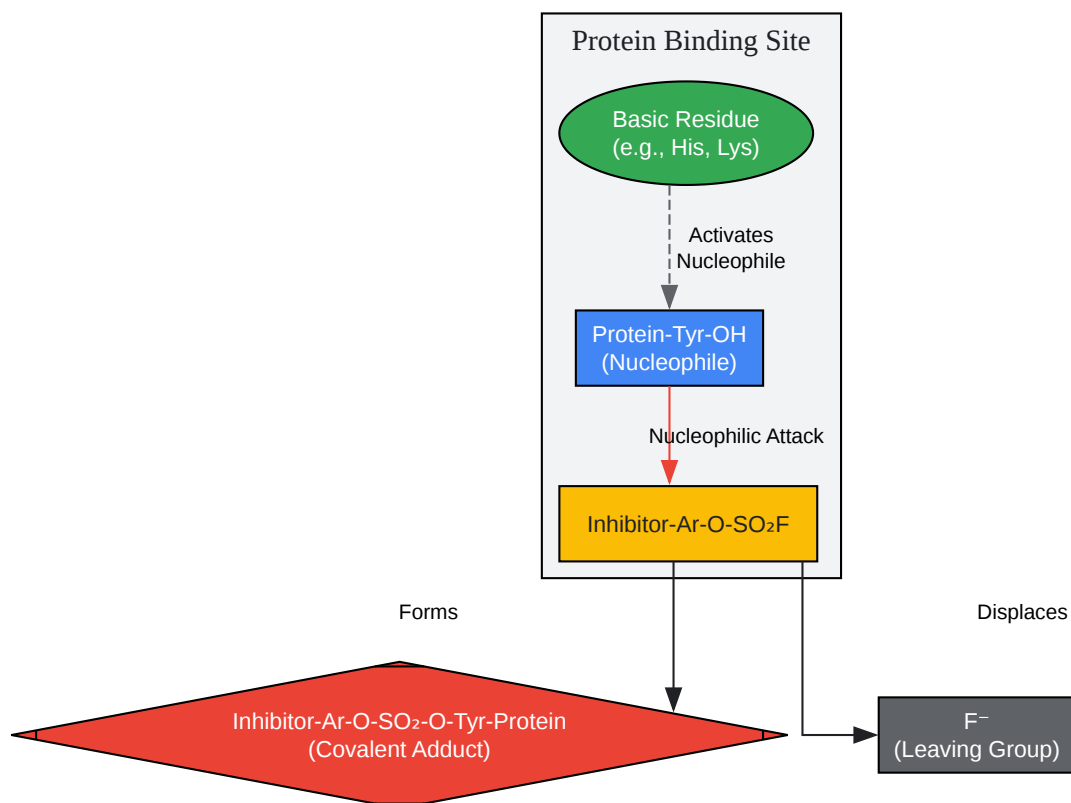 Protein Binding Site
Basic Residue
(e.g., His, Lys)
Activates
Nucleophile
Protein-Tyr-OH
(Nucleophile)
Nucleophilic Attack
Inhibitor-Ar-O-SO₂F
Forms
Displaces
Inhibitor-Ar-O-SO₂-O-Tyr-Protein
(Covalent Adduct)
F⁻
(Leaving Group)